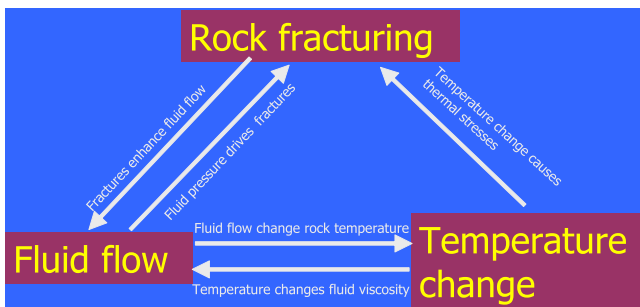 Rock fracturing
Fractures enhance fluid flow
Fluid pressure drives fractures
Temperature change causes
thermal stresses
Fluid flow change rock temperature
Fluid flow
Temperature
change
Temperature changes fluid viscosity